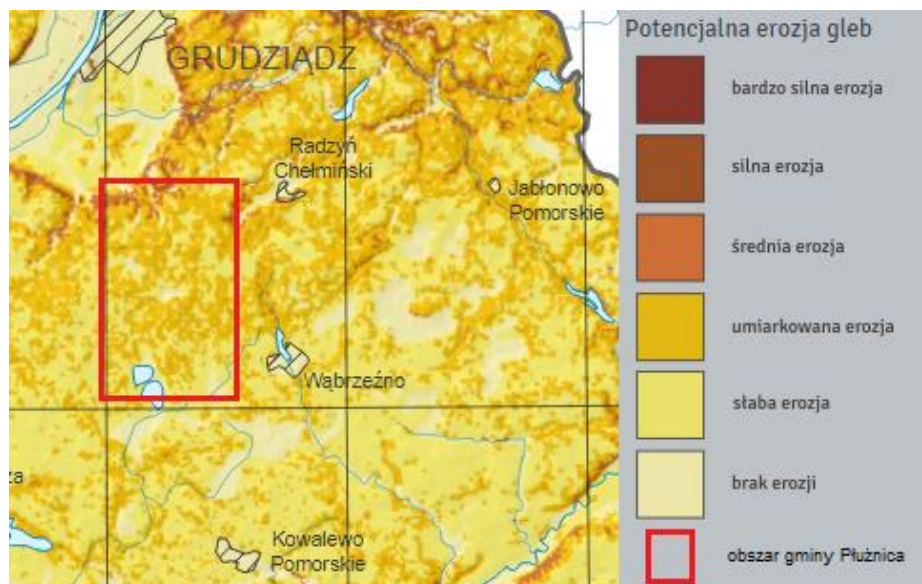 GRUDZIĄDZ
Radzyń
Chełmiński
Jabłonowo
Pomorskie
Wąbrzeźno
za
Kowalewo
Pomorskie
Potencjalna erozja gleb
bardzo silna erozja
silna erozja
średnia erozja
umiarkowana erozja
słaba erozja
brak erozji
obszar gminy Płużnica